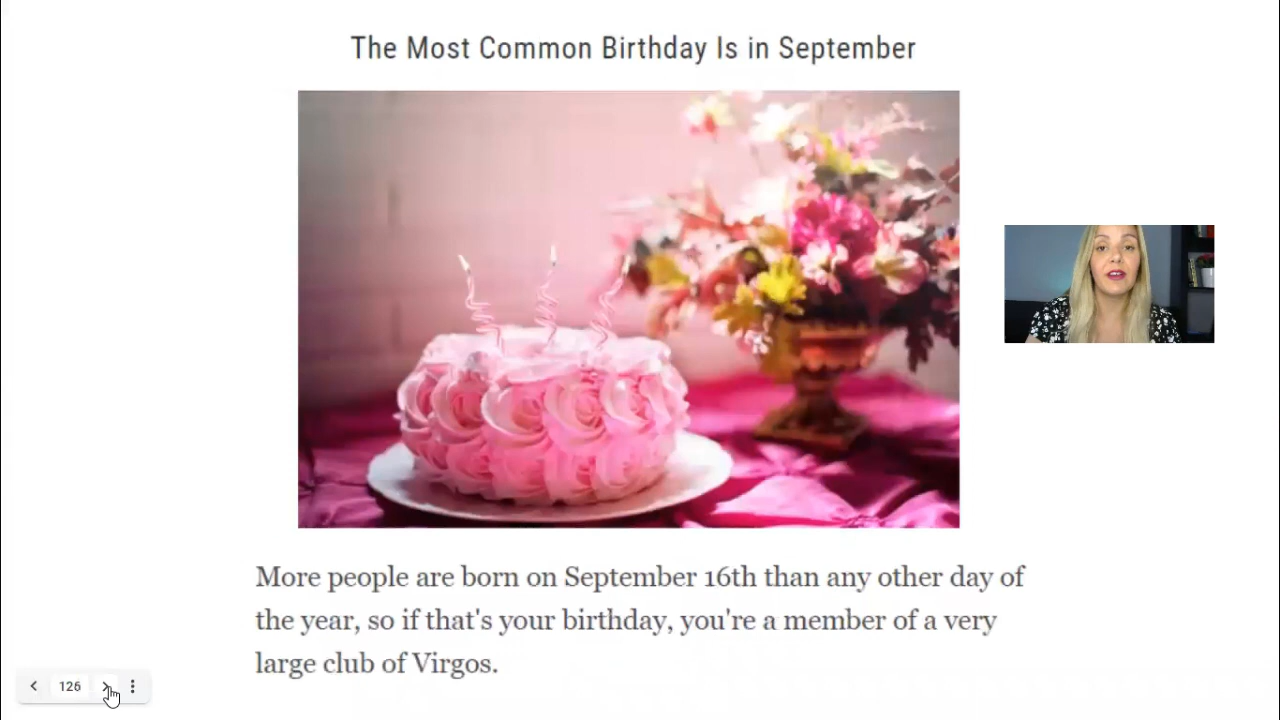 The Most Common Birthday Is in September
More people are born on September 16th than any other day of
the year, so if that's your birthday, you're a member of a very
large club of Virgos.
126